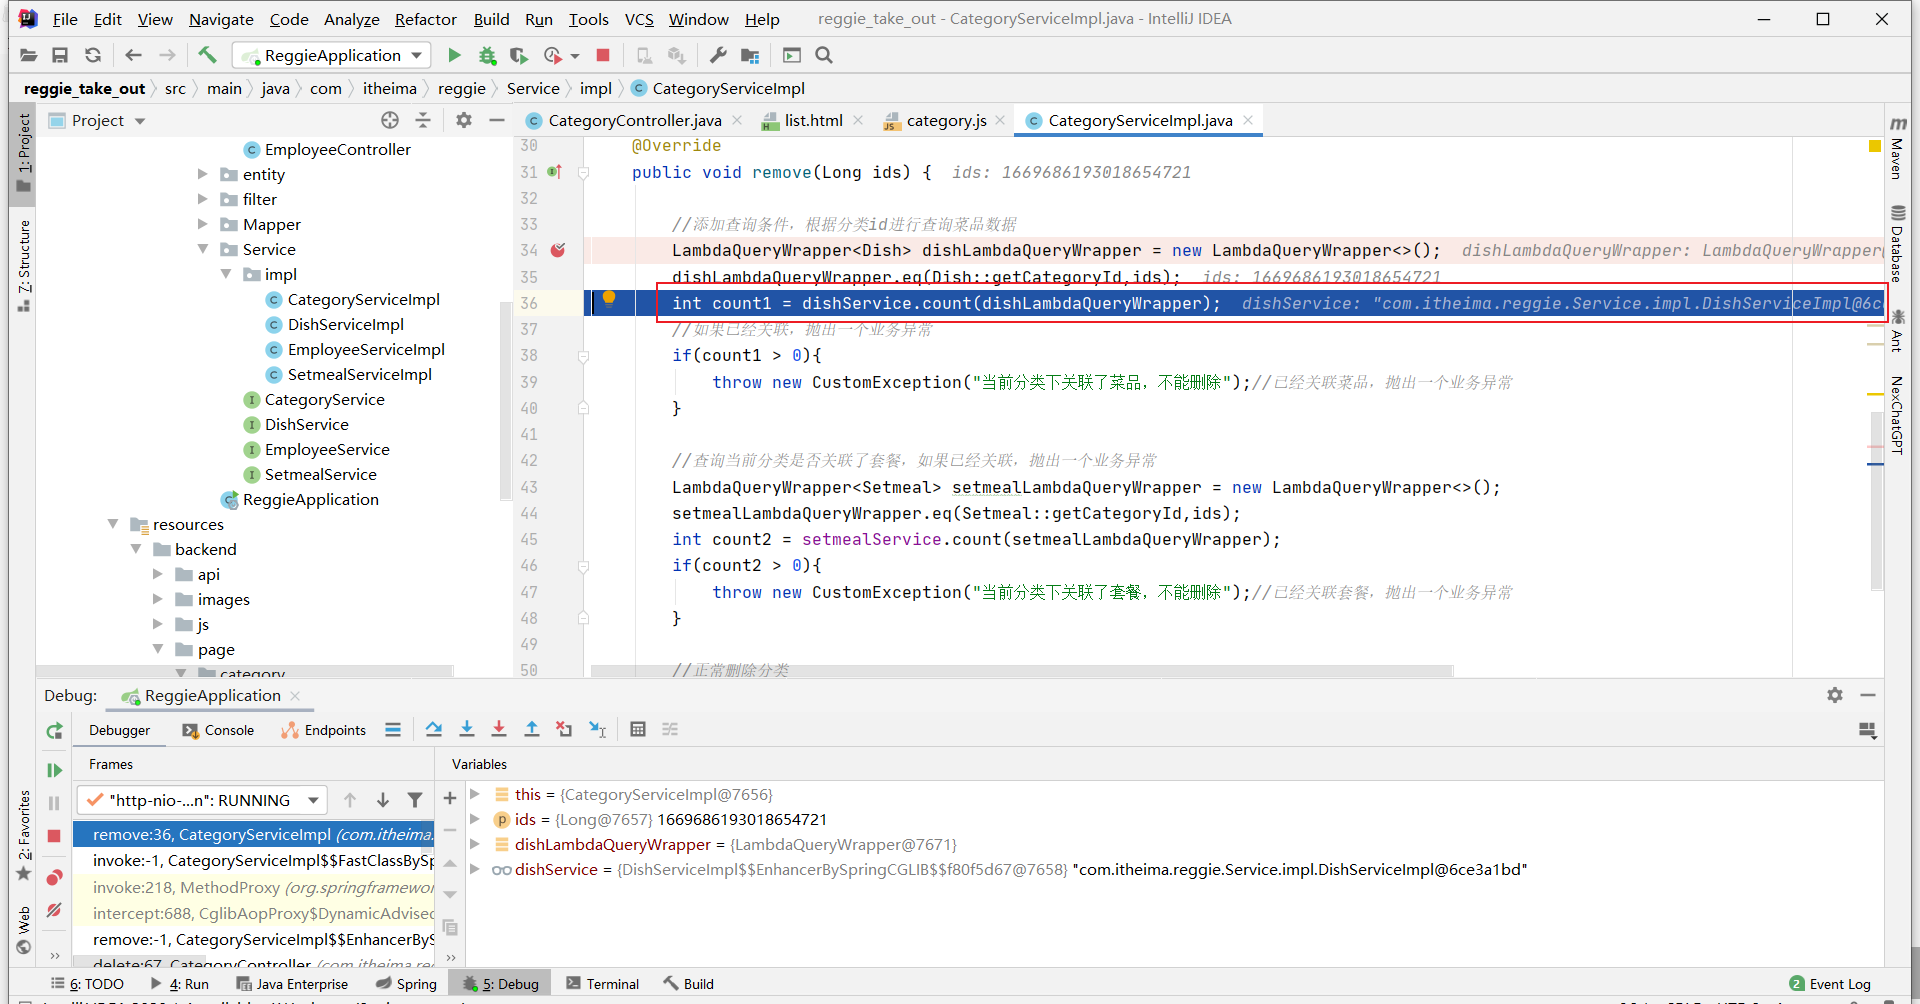 File Edit View Navigate Code Analyze Refactor Build Run Tools VCS Window Help reggie_take_out - CategoryServiceImpl.java - IntelliJ IDEA
ReggieApplication
reggie_take_out src main java com itheima reggie Service impl CategoryServiceImpl
Project
CategoryController.java list.html category.js CategoryServiceImpl.java
1: Project
Z: Structure
2: Favorites
Web
EmployeeController
entity
filter
Mapper
Service
impl
CategoryServiceImpl
DishServiceImpl
EmployeeServiceImpl
SetmealServiceImpl
CategoryService
DishService
EmployeeService
SetmealService
ReggieApplication
resources
backend
api
images
js
page
category
30 @Override
31 public void remove(Long ids) { ids: 1669686193018654721
32
33 //添加查询条件，根据分类id进行查询菜品数据
34 LambdaQueryWrapper<Dish> dishLambdaQueryWrapper = new LambdaQueryWrapper<>(); dishLambdaQueryWrapper: LambdaQueryWrapper
35 dishLambdaQueryWrapper.eq(Dish::getCategoryId,ids); ids: 1669686193018654721
36 int count1 = dishService.count(dishLambdaQueryWrapper); dishService: "com.itheima.reggie.Service.impl.DishServiceImpl@6c
37 //如果已经关联，抛出一个业务异常
38 if(count1 > 0){
39 throw new CustomException("当前分类下关联了菜品，不能删除");//已经关联菜品，抛出一个业务异常
40 }
41
42 //查询当前分类是否关联了套餐，如果已经关联，抛出一个业务异常
43 LambdaQueryWrapper<Setmeal> setmealLambdaQueryWrapper = new LambdaQueryWrapper<>();
44 setmealLambdaQueryWrapper.eq(Setmeal::getCategoryId,ids);
45 int count2 = setmealService.count(setmealLambdaQueryWrapper);
46 if(count2 > 0){
47 throw new CustomException("当前分类下关联了套餐，不能删除");//已经关联套餐，抛出一个业务异常
48 }
49
50 //正常删除分类
Maven
Database
Ant
NexChatGPT
Debug: ReggieApplication
Debugger Console Endpoints
Frames
Variables
"http-nio-...n": RUNNING
remove:36, CategoryServiceImpl (com.itheima.
invoke:-1, CategoryServiceImpl$$FastClassBySp
invoke:218, MethodProxy (org.springframewor
intercept:688, CglibAopProxy$DynamicAdvised
remove:-1, CategoryServiceImpl$$EnhancerByS
delete:67, CategoryController (com.itheima.re
this = {CategoryServiceImpl@7656}
ids = {Long@7657} 1669686193018654721
dishLambdaQueryWrapper = {LambdaQueryWrapper@7671}
dishService = {DishServiceImpl$$EnhancerBySpringCGLIB$$f80f5d67@7658} "com.itheima.reggie.Service.impl.DishServiceImpl@6ce3a1bd"
6: TODO 4: Run Java Enterprise Spring 5: Debug Terminal Build 2 Event Log